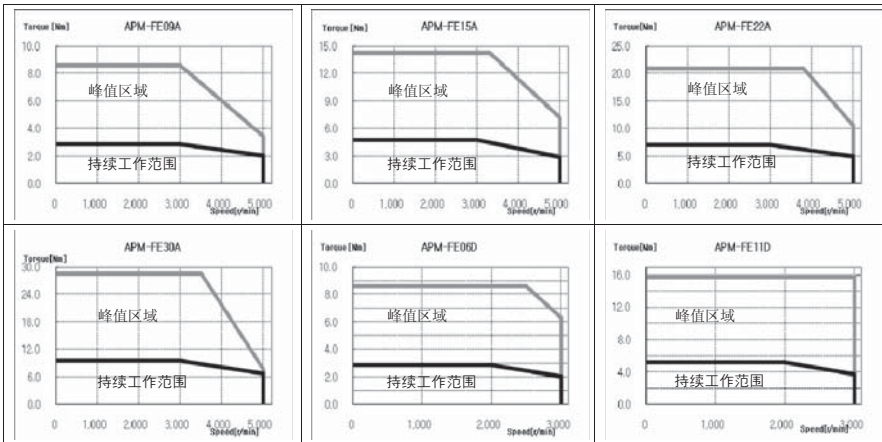 Torque [Nm]
APM-FE09A
10.0
8.0
6.0
4.0
2.0
0.0
峰值区域
持续工作范围
0 1,000 2,000 3,000 4,000 5,000
Speed[r/min]
Torque [Nm]
APM-FE15A
15.0
12.0
9.0
6.0
3.0
0.0
峰值区域
持续工作范围
0 1,000 2,000 3,000 4,000 5,000
Speed[r/min]
Torque [Nm]
APM-FE22A
25.0
20.0
15.0
10.0
5.0
0.0
峰值区域
持续工作范围
0 1,000 2,000 3,000 4,000 5,000
Speed[r/min]
Torque[Nm]
APM-FE30A
30.0
24.0
18.0
12.0
6.0
0.0
峰值区域
持续工作范围
0 1,000 2,000 3,000 4,000 5,000
Speed[r/min]
Torque [Nm]
APM-FE06D
10.0
8.0
6.0
4.0
2.0
0.0
峰值区域
持续工作范围
0 1,000 2,000 3,000
Speed[r/min]
Torque[Nm]
APM-FE11D
16.0
12.0
8.0
4.0
0.0
峰值区域
持续工作范围
0 1,000 2,000 3,000
Speed[r/min]